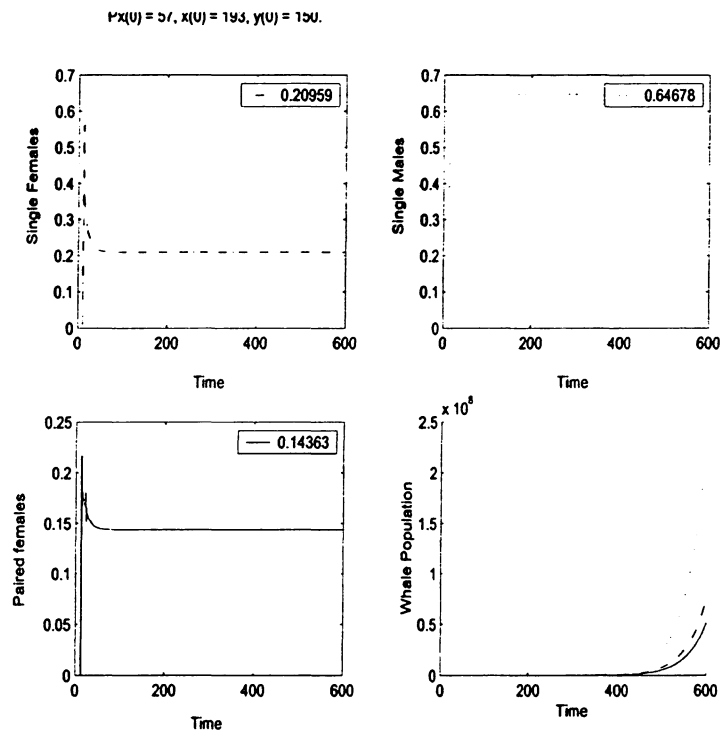 Px(0) = 57, x(0) = 193, y(0) = 150.
0.7
0.6
0.5
0.4
0.3
0.2
0.1
0
0 200 400 600
Single Females
Time
0.20959
0.7
0.6
0.5
0.4
0.3
0.2
0.1
0
0 200 400 600
Single Males
Time
0.64678
0.25
0.2
0.15
0.1
0.05
0
0 200 400 600
Paired females
Time
0.14363
x 10^8
2.5
2
1.5
1
0.5
0
0 200 400 600
Whale Population
Time